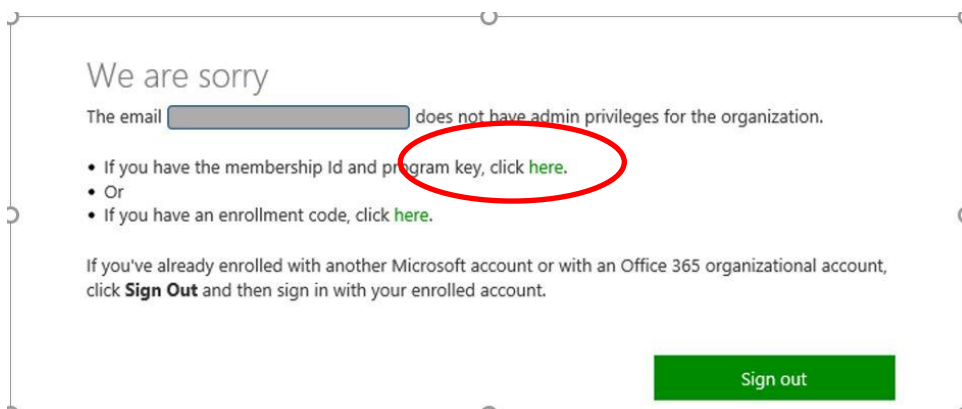 We are sorry
The email does not have admin privileges for the organization.
• If you have the membership Id and program key, click here.
• Or
• If you have an enrollment code, click here.
If you've already enrolled with another Microsoft account or with an Office 365 organizational account,
click Sign Out and then sign in with your enrolled account.
Sign out